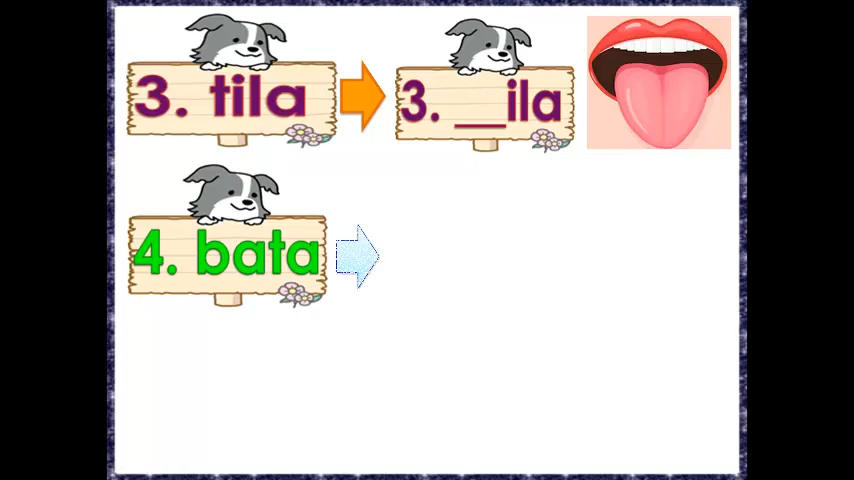 3. tila
3. __ila
4. bata